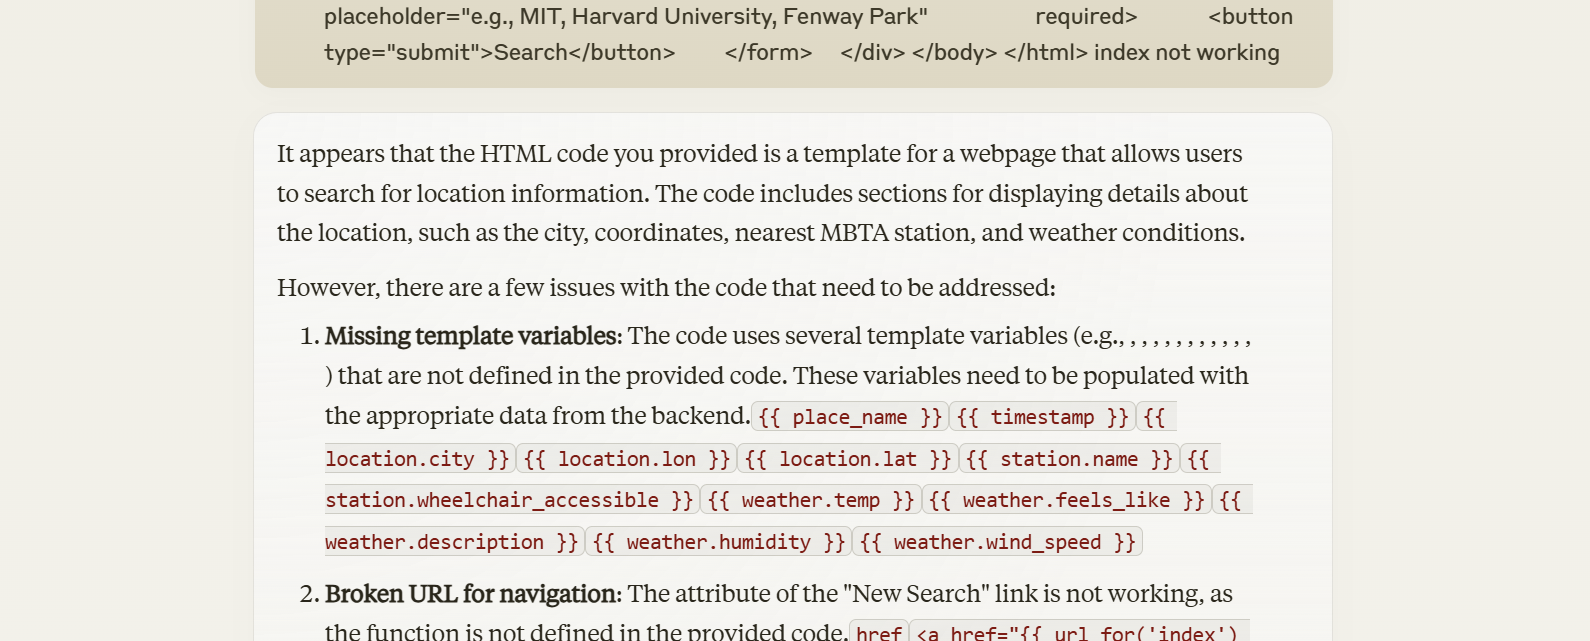 placeholder="e.g., MIT, Harvard University, Fenway Park" required> <button
type="submit">Search</button> </form> </div> </body> </html> index not working
It appears that the HTML code you provided is a template for a webpage that allows users
to search for location information. The code includes sections for displaying details about
the location, such as the city, coordinates, nearest MBTA station, and weather conditions.
However, there are a few issues with the code that need to be addressed:
1. Missing template variables: The code uses several template variables (e.g., , , , , , , , , , , ,
) that are not defined in the provided code. These variables need to be populated with
the appropriate data from the backend. {{ place_name }} {{ timestamp }} {{
location.city }} {{ location.lon }} {{ location.lat }} {{ station.name }} {{
station.wheelchair_accessible }} {{ weather.temp }} {{ weather.feels_like }} {{
weather.description }} {{ weather.humidity }} {{ weather.wind_speed }}
2. Broken URL for navigation: The attribute of the "New Search" link is not working, as
the function is not defined in the provided code. href <a href="{{ url_for('index')